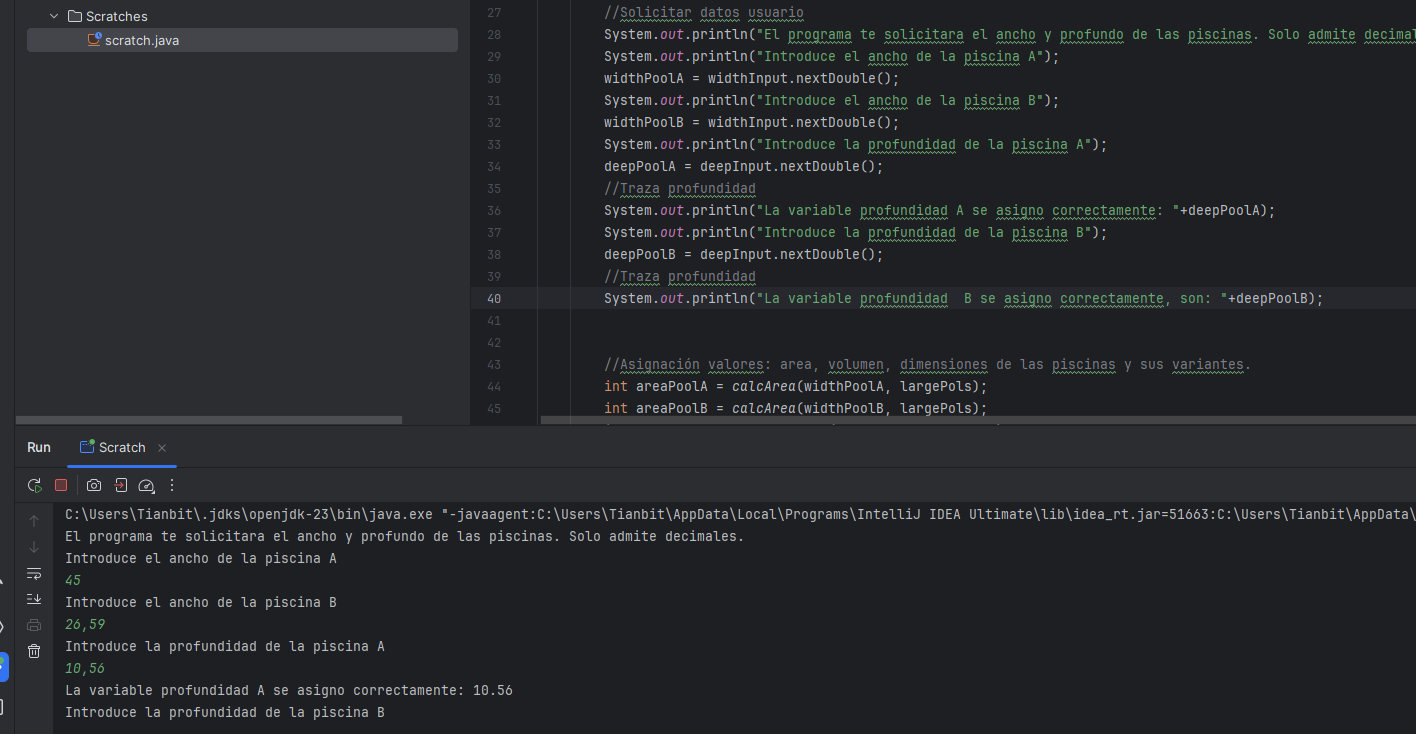 Scratches
scratch.java
27 //Solicitar datos usuario
28 System.out.println("El programa te solicitara el ancho y profundo de las piscinas. Solo admite decimal
29 System.out.println("Introduce el ancho de la piscina A");
30 widthPoolA = widthInput.nextDouble();
31 System.out.println("Introduce el ancho de la piscina B");
32 widthPoolB = widthInput.nextDouble();
33 System.out.println("Introduce la profundidad de la piscina A");
34 deepPoolA = deepInput.nextDouble();
35 //Traza profundidad
36 System.out.println("La variable profundidad A se asigno correctamente: "+deepPoolA);
37 System.out.println("Introduce la profundidad de la piscina B");
38 deepPoolB = deepInput.nextDouble();
39 //Traza profundidad
40 System.out.println("La variable profundidad  B se asigno correctamente, son: "+deepPoolB);
41
42
43 //Asignación valores: area, volumen, dimensiones de las piscinas y sus variantes.
44 int areaPoolA = calcArea(widthPoolA, largePols);
45 int areaPoolB = calcArea(widthPoolB, largePols);
Run Scratch
C:\Users\Tianbit\.jdks\openjdk-23\bin\java.exe "-javaagent:C:\Users\Tianbit\AppData\Local\Programs\IntelliJ IDEA Ultimate\lib\idea_rt.jar=51663:C:\Users\Tianbit\AppData\
El programa te solicitara el ancho y profundo de las piscinas. Solo admite decimales.
Introduce el ancho de la piscina A
45
Introduce el ancho de la piscina B
26,59
Introduce la profundidad de la piscina A
10,56
La variable profundidad A se asigno correctamente: 10.56
Introduce la profundidad de la piscina B